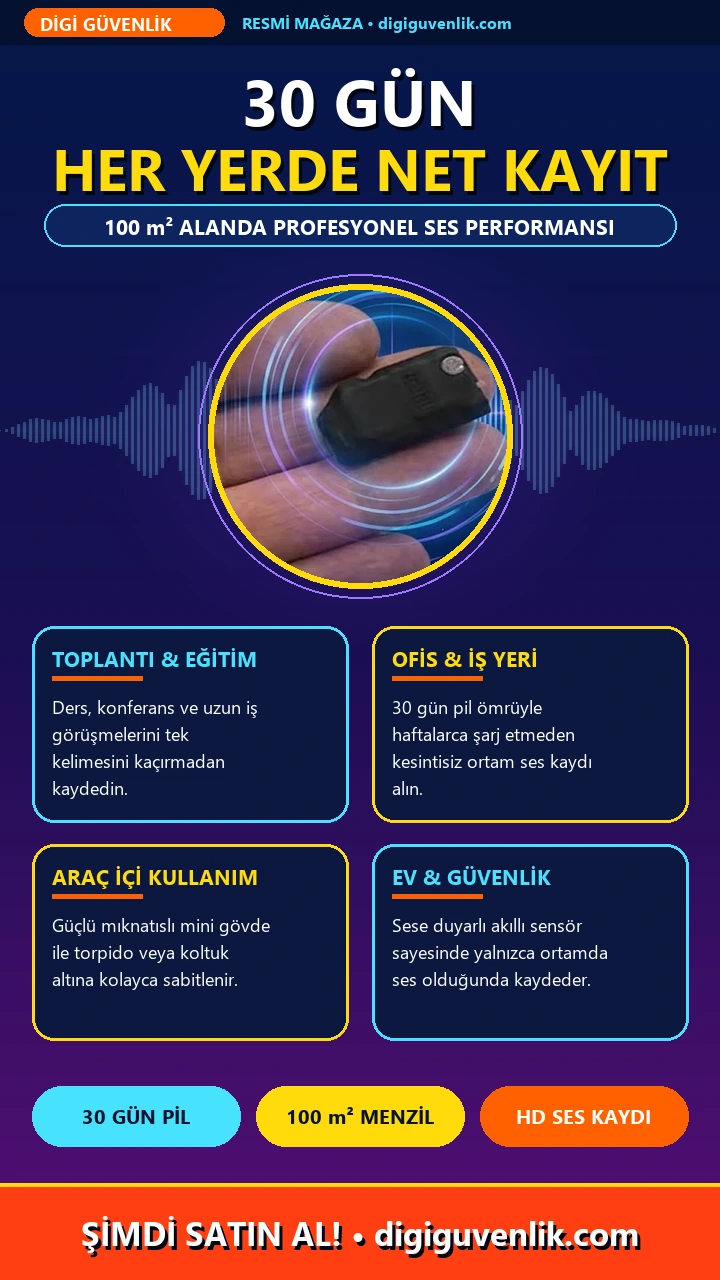 DİGİ GÜVENLİK
RESMİ MAĞAZA • digiguvenlik.com
30 GÜN
HER YERDE NET KAYIT
100 m² ALANDA PROFESYONEL SES PERFORMANSI
TOPLANTI & EĞİTİM
Ders, konferans ve uzun iş
görüşmelerini tek
kelimesini kaçırmadan
kaydedin.
OFİS & İŞ YERİ
30 gün pil ömrüyle
haftalarca şarj etmeden
kesintisiz ortam ses kaydı
alın.
ARAÇ İÇİ KULLANIM
Güçlü mıknatıslı mini gövde
ile torpido veya koltuk
altına kolayca sabitlenir.
EV & GÜVENLİK
Sese duyarlı akıllı sensör
sayesinde yalnızca ortamda
ses olduğunda kaydeder.
30 GÜN PİL
100 m² MENZİL
HD SES KAYDI
ŞİMDİ SATIN AL! • digiguvenlik.com